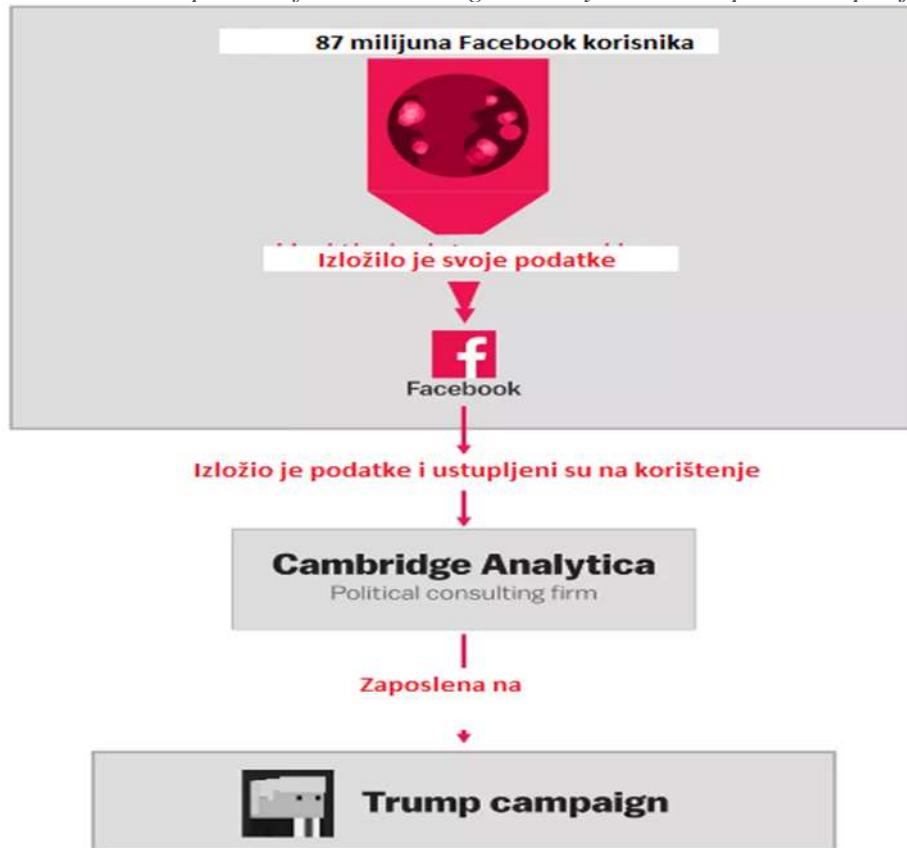 87 milijuna Facebook korisnika
Izložilo je svoje podatke
f
Facebook
Izložio je podatke i ustupljeni su na korištenje
Cambridge Analytica
Political consulting firm
Zaposlena na
Trump campaign